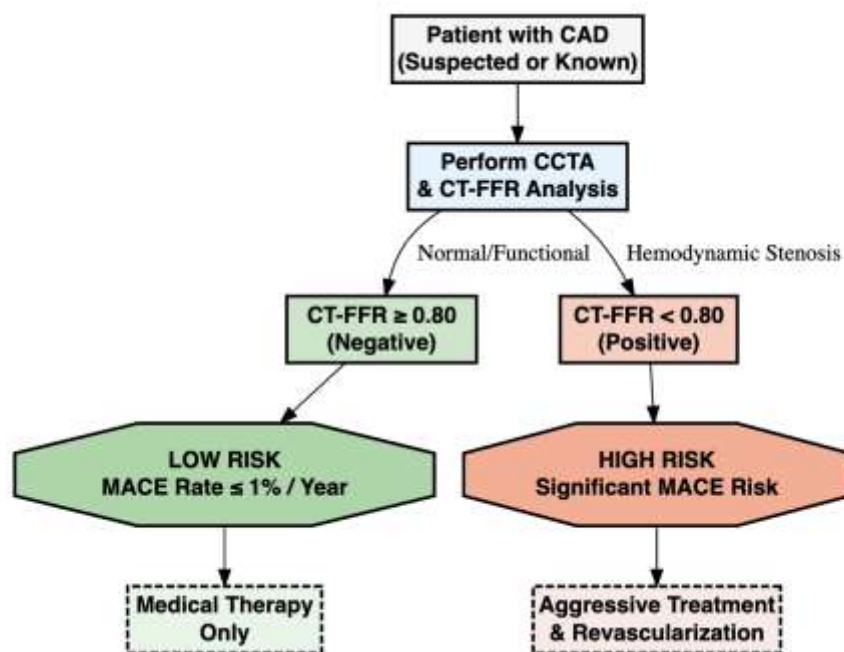 Patient with CAD
(Suspected or Known)
Perform CCTA
& CT-FFR Analysis
Normal/Functional
Hemodynamic Stenosis
CT-FFR ≥ 0.80
(Negative)
CT-FFR < 0.80
(Positive)
LOW RISK
MACE Rate ≤ 1% / Year
HIGH RISK
Significant MACE Risk
Medical Therapy
Only
Aggressive Treatment
& Revascularization